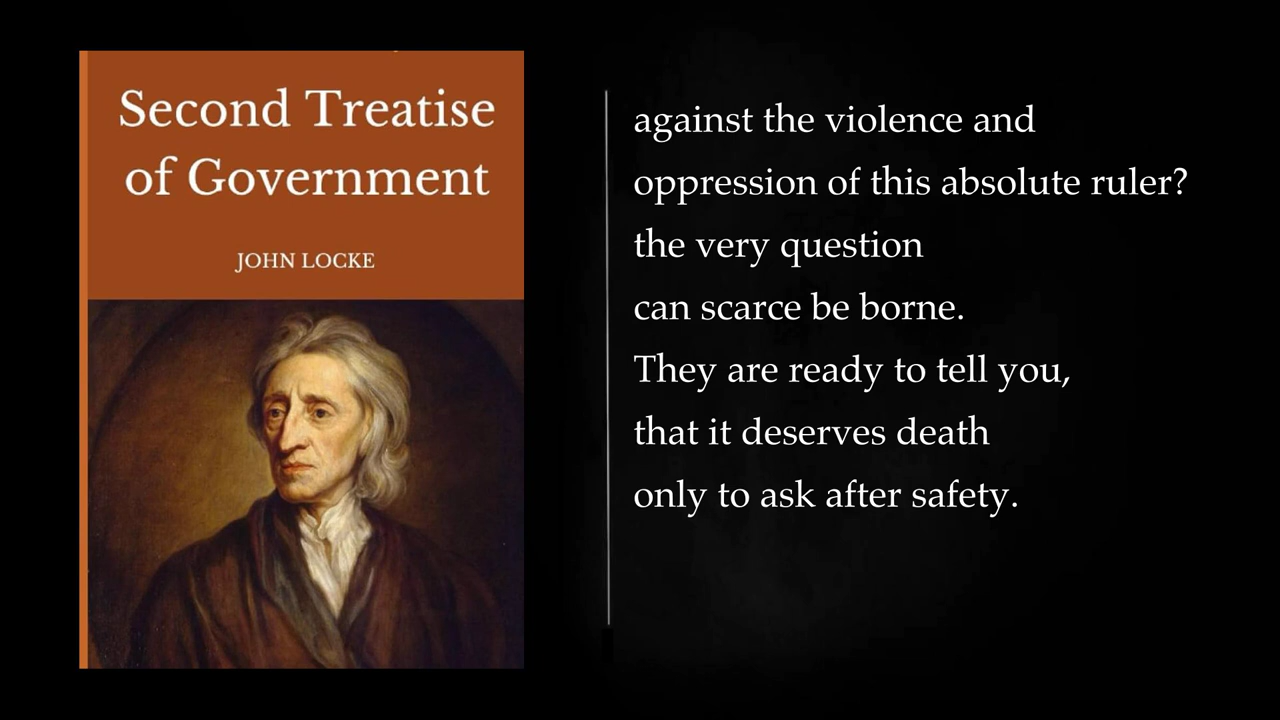 Second Treatise
of Government
JOHN LOCKE
against the violence and
oppression of this absolute ruler?
the very question
can scarce be borne.
They are ready to tell you,
that it deserves death
only to ask after safety.